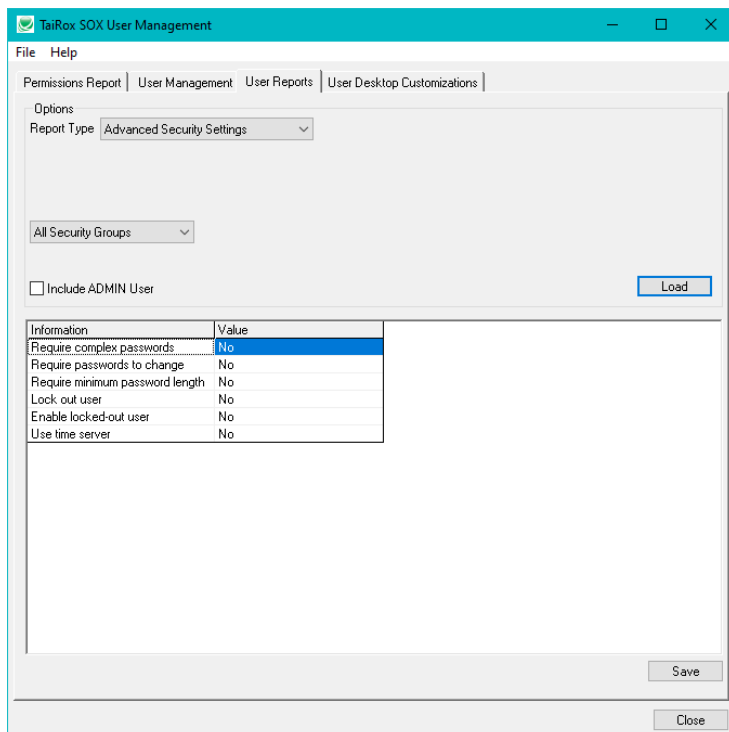 TaiRox SOX User Management
File Help
Permissions Report User Management User Reports User Desktop Customizations
Options
Report Type Advanced Security Settings
All Security Groups
Include ADMIN User Load
Information Value
Require complex passwords No
Require passwords to change No
Require minimum password length No
Lock out user No
Enable locked-out user No
Use time server No
Save
Close